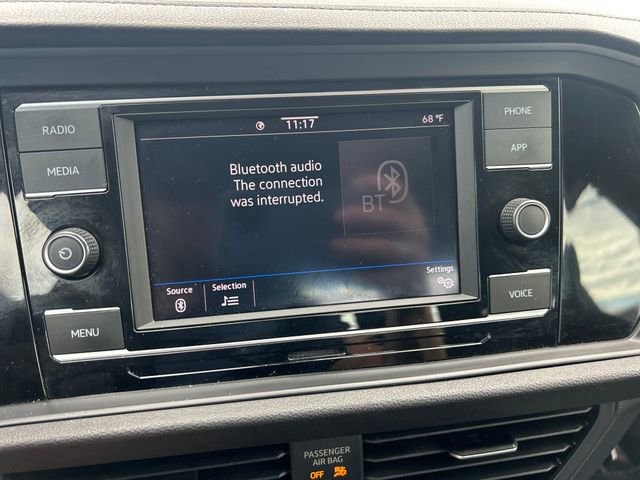 RADIO
MEDIA
MENU
11:17
68 °F
Bluetooth audio
The connection
was interrupted.
BT
Source
Selection
Settings
PHONE
APP
VOICE
PASSENGER
AIR BAG
OFF